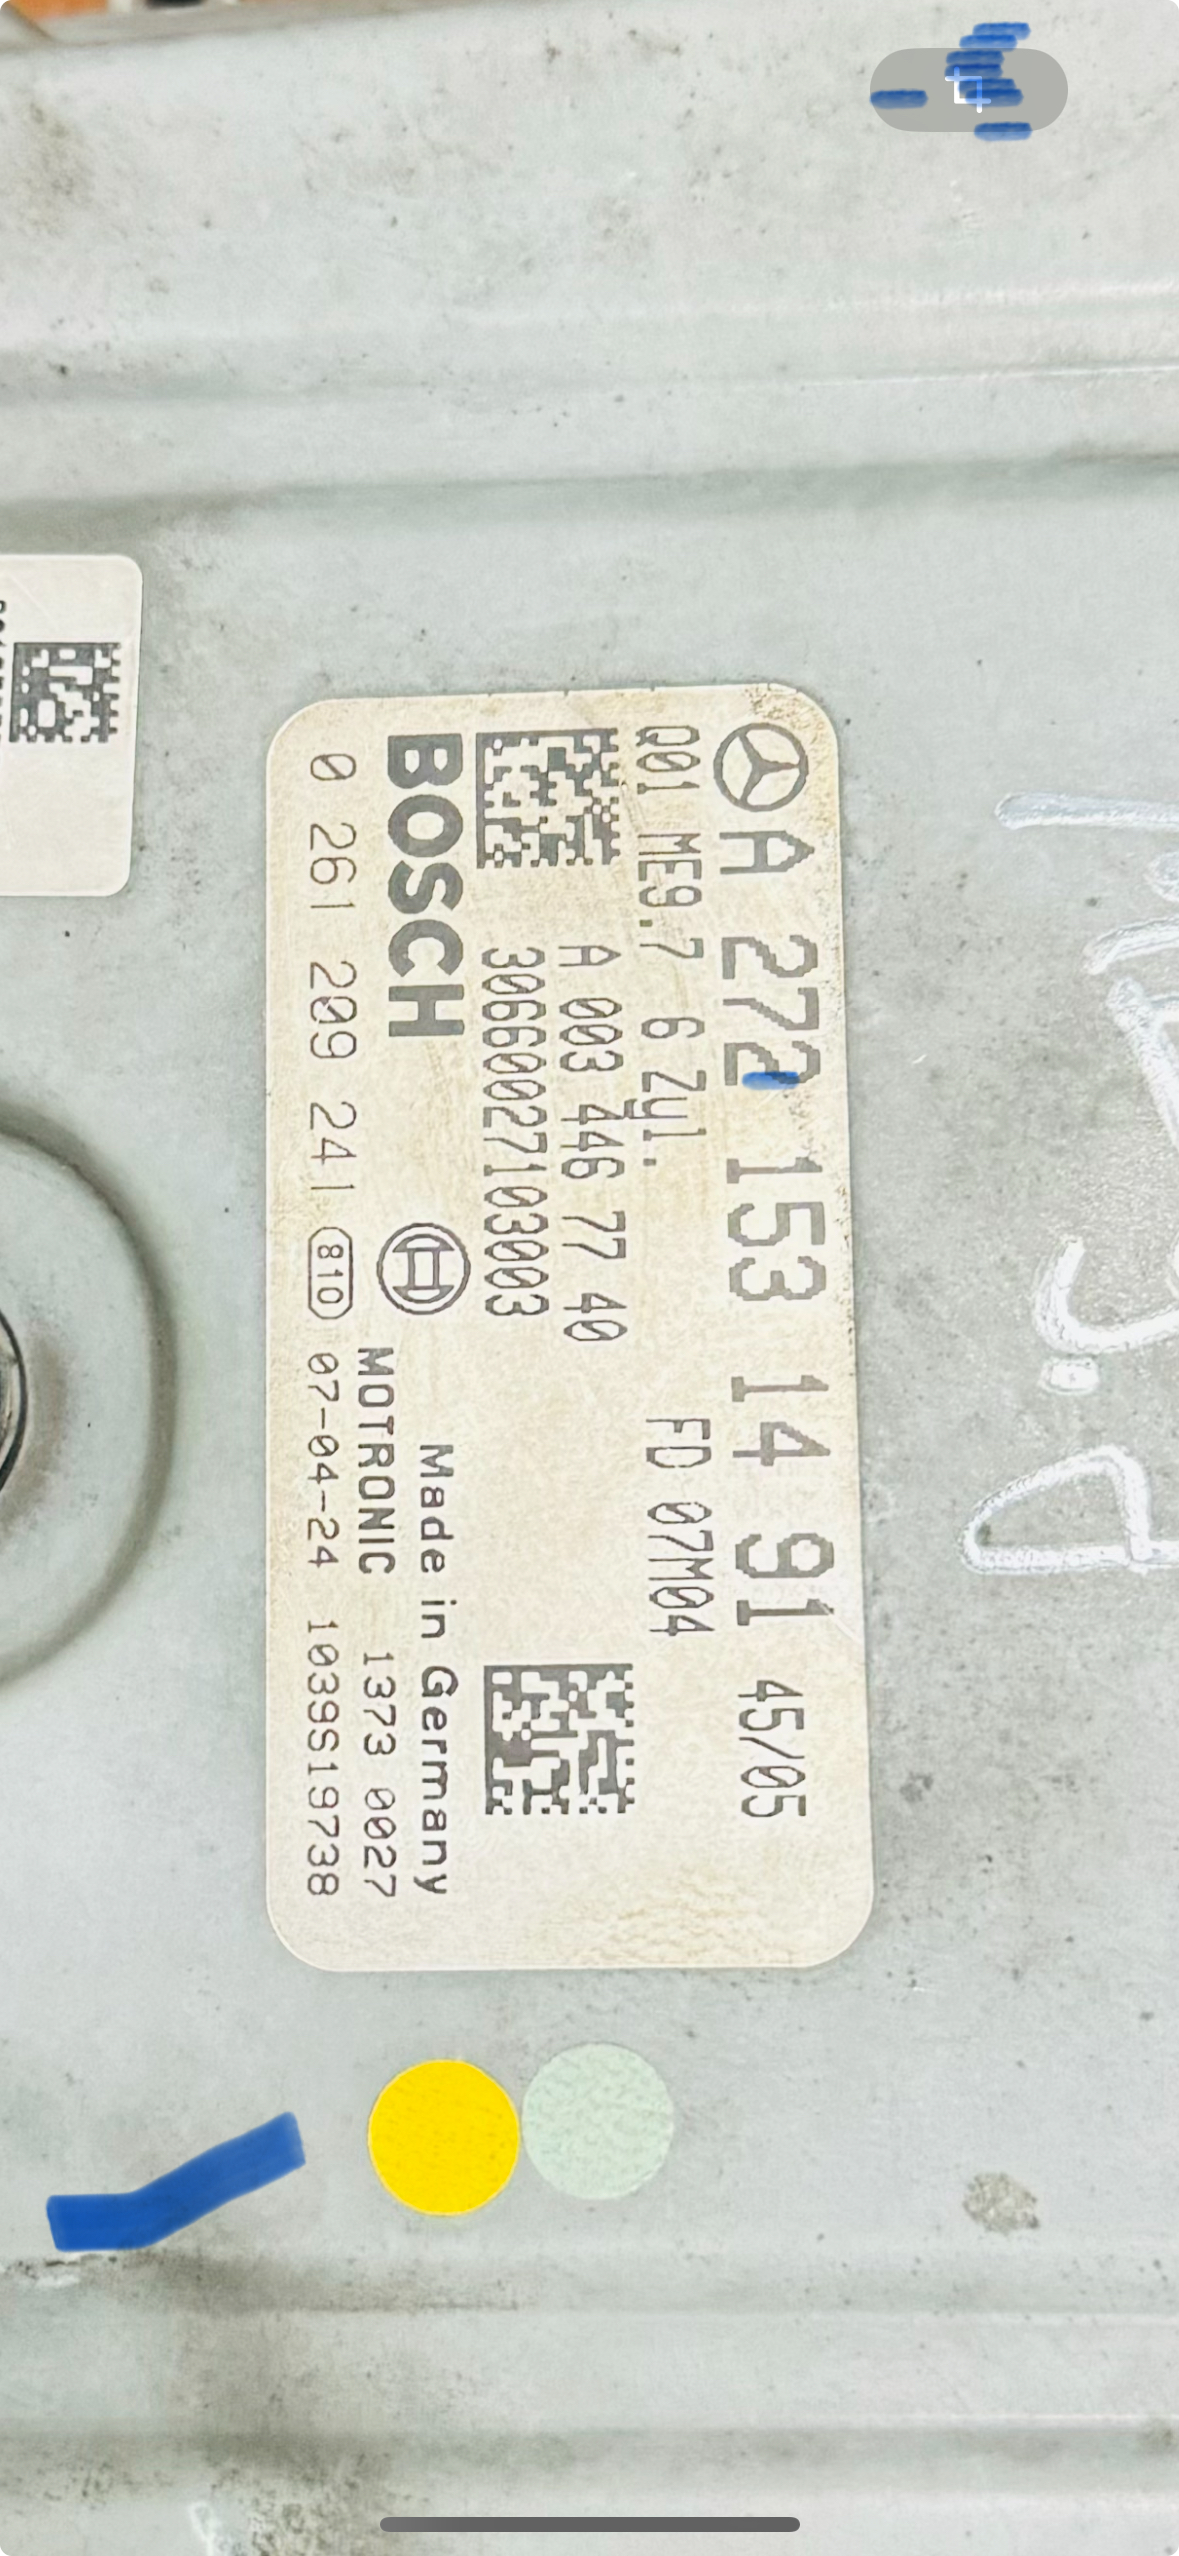 A 272 153 14 91 45/05
Q01 ME9.7 6 Zyl. FD 07M04
A 003 446 77 40
30660027103003
BOSCH
Made in Germany
MOTRONIC 1373 0027
0 261 209 241 810 07-04-24 1039S19738